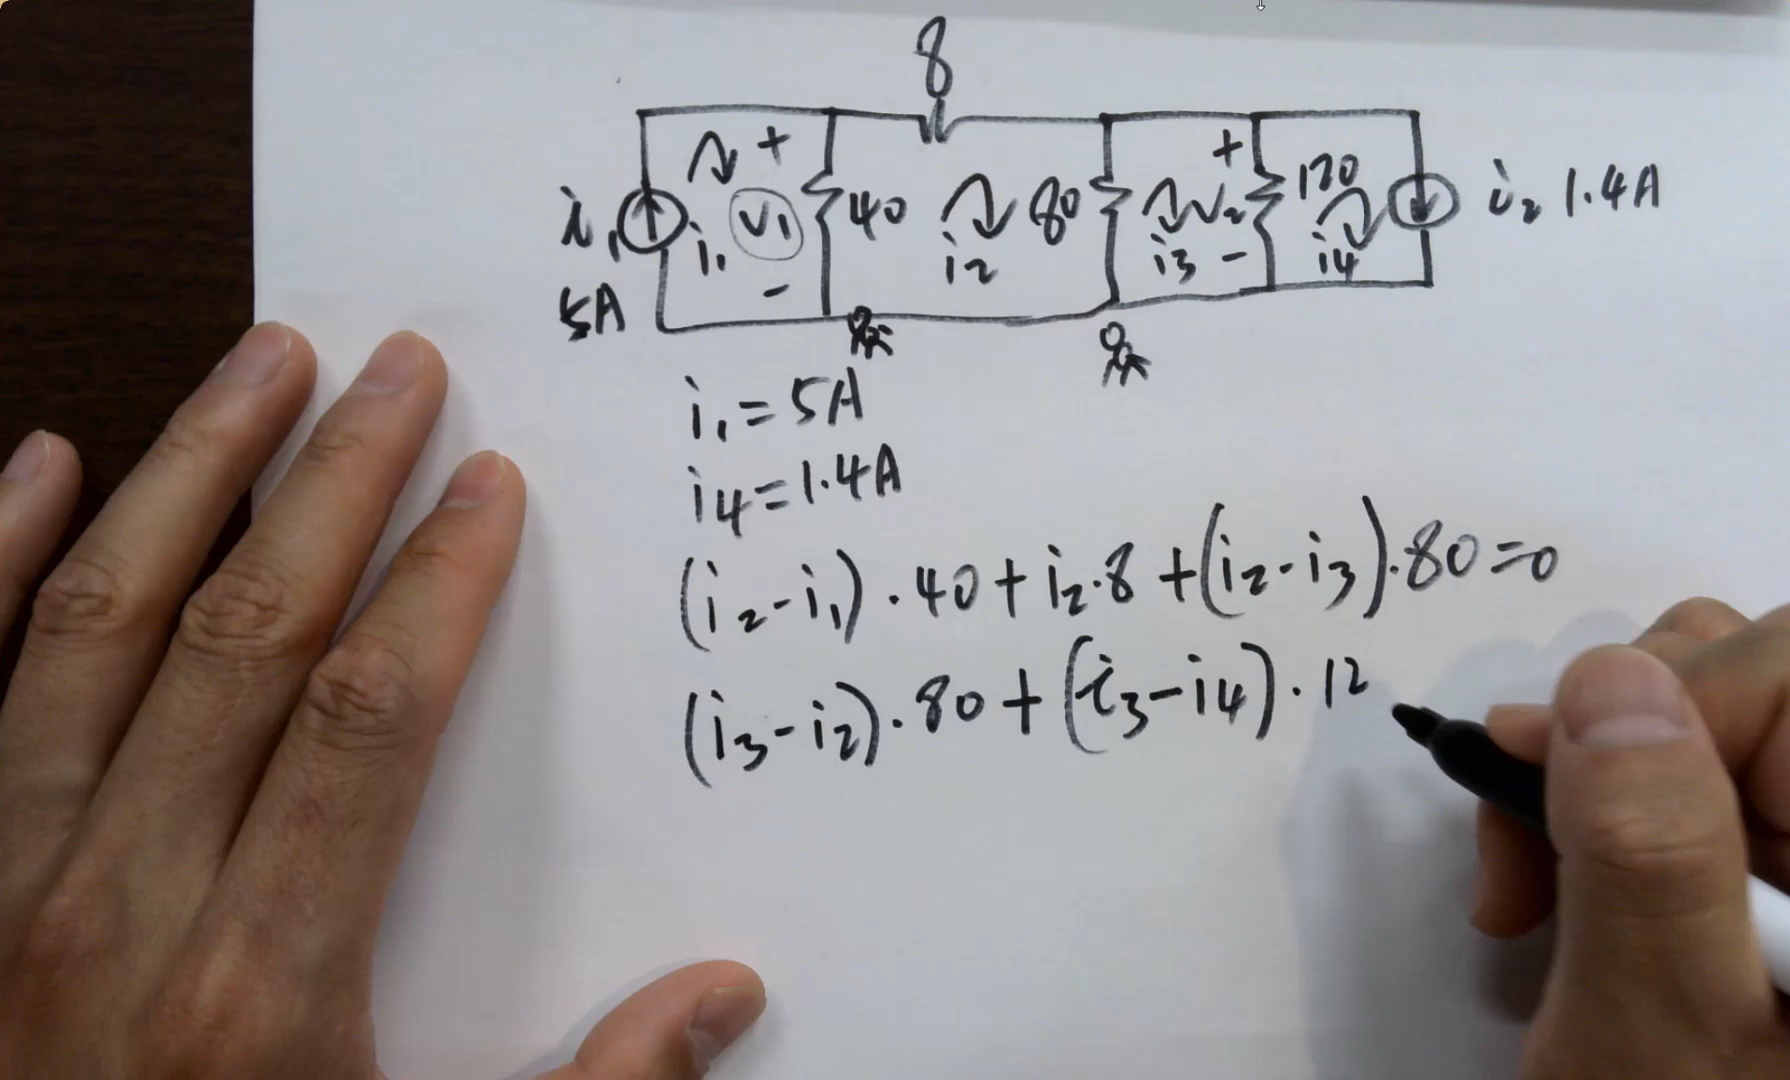 8
i₁ 5A
i₁
+ V₁ -
40
i₂
80
i₃
+ V₂ -
120
i₄
i₂ 1.4A
i₁ = 5A
i₄ = 1.4A
(i₂ - i₁) · 40 + i₂ · 8 + (i₂ - i₃) · 80 = 0
(i₃ - i₂) · 80 + (i₃ - i₄) · 12